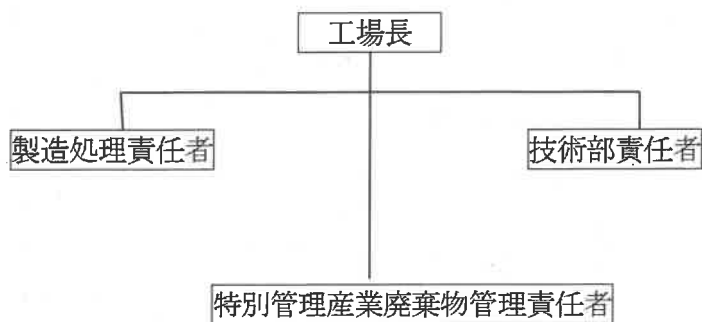 工場長
製造処理責任者
技術部責任者
特別管理産業廃棄物管理責任者